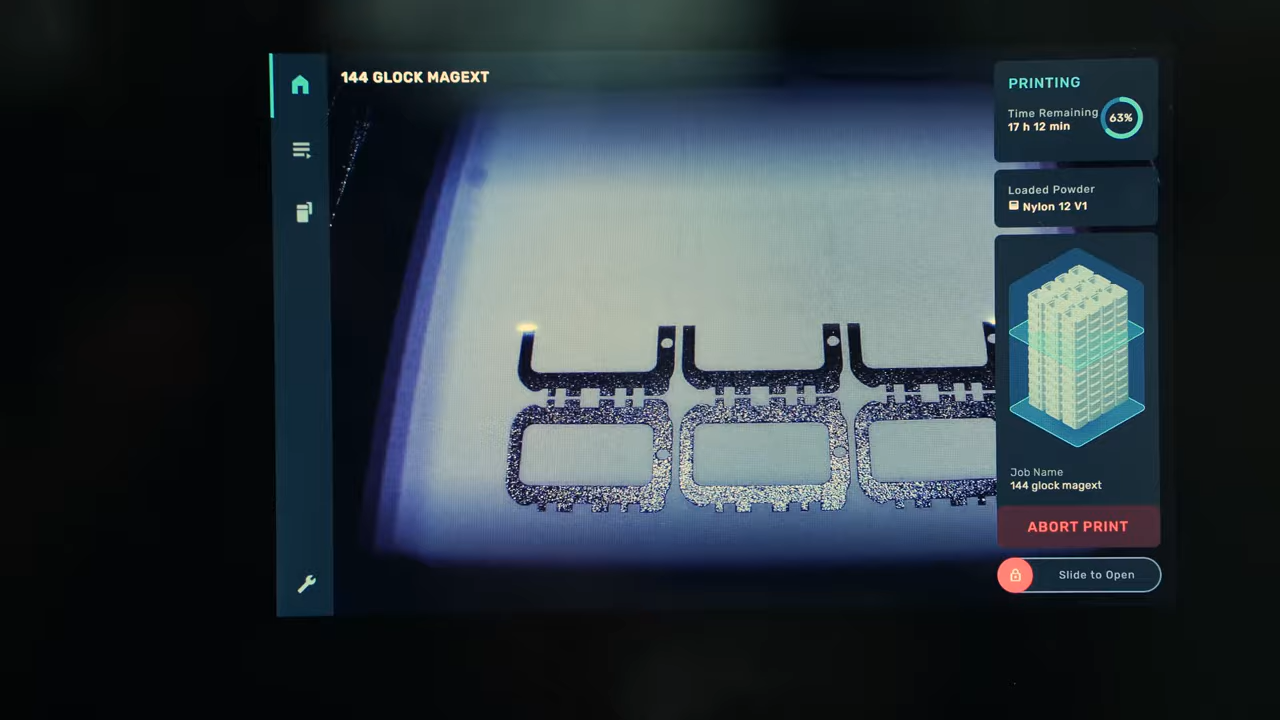 144 GLOCK MAGEXT
PRINTING
Time Remaining
17 h 12 min
63%
Loaded Powder
Nylon 12 V1
Job Name
144 glock magext
ABORT PRINT
Slide to Open